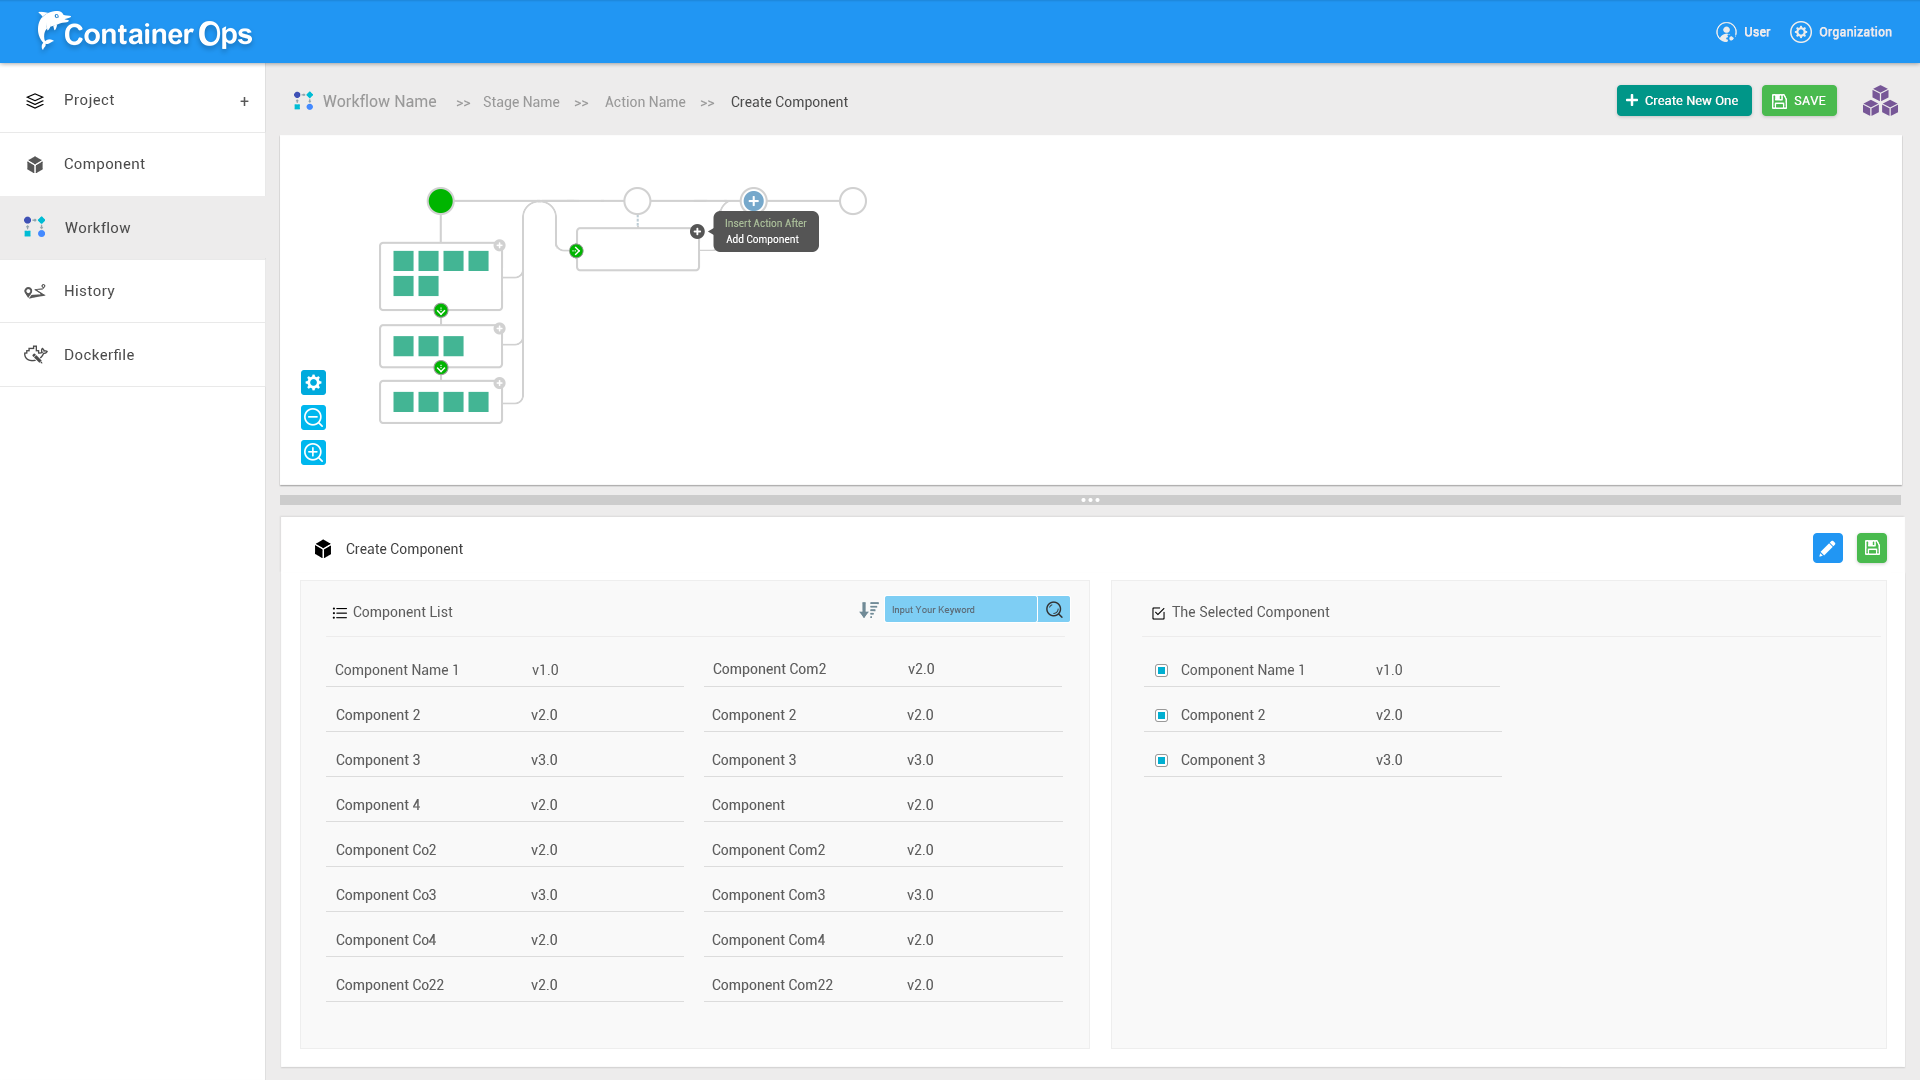 Container Ops
User
Organization
Project +
Component
Workflow
History
Dockerfile
Workflow Name >> Stage Name >> Action Name >> Create Component
Create New One
SAVE
Insert Action After
Add Component
Create Component
Component List
Input Your Keyword
Component Name 1 v1.0 Component Com2 v2.0
Component 2 v2.0 Component 2 v2.0
Component 3 v3.0 Component 3 v3.0
Component 4 v2.0 Component v2.0
Component Co2 v2.0 Component Com2 v2.0
Component Co3 v3.0 Component Com3 v3.0
Component Co4 v2.0 Component Com4 v2.0
Component Co22 v2.0 Component Com22 v2.0
The Selected Component
Component Name 1 v1.0
Component 2 v2.0
Component 3 v3.0